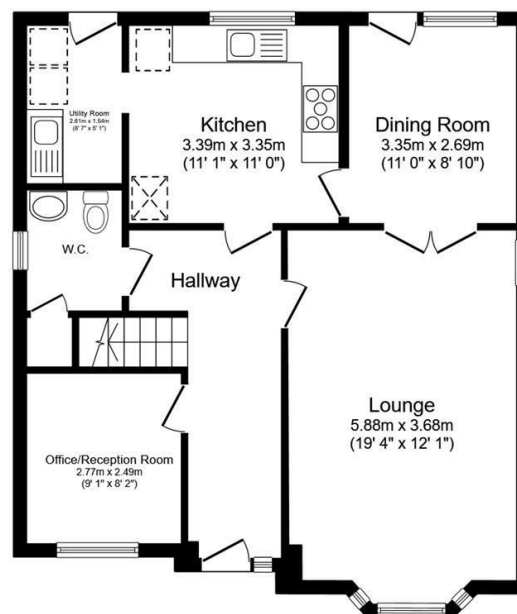 Utility Room
2.61m x 1.54m
(8' 7" x 5' 1")
Kitchen
3.39m x 3.35m
(11' 1" x 11' 0")
Dining Room
3.35m x 2.69m
(11' 0" x 8' 10")
W.C.
Hallway
Lounge
5.88m x 3.68m
(19' 4" x 12' 1")
Office/Reception Room
2.77m x 2.49m
(9' 1" x 8' 2")